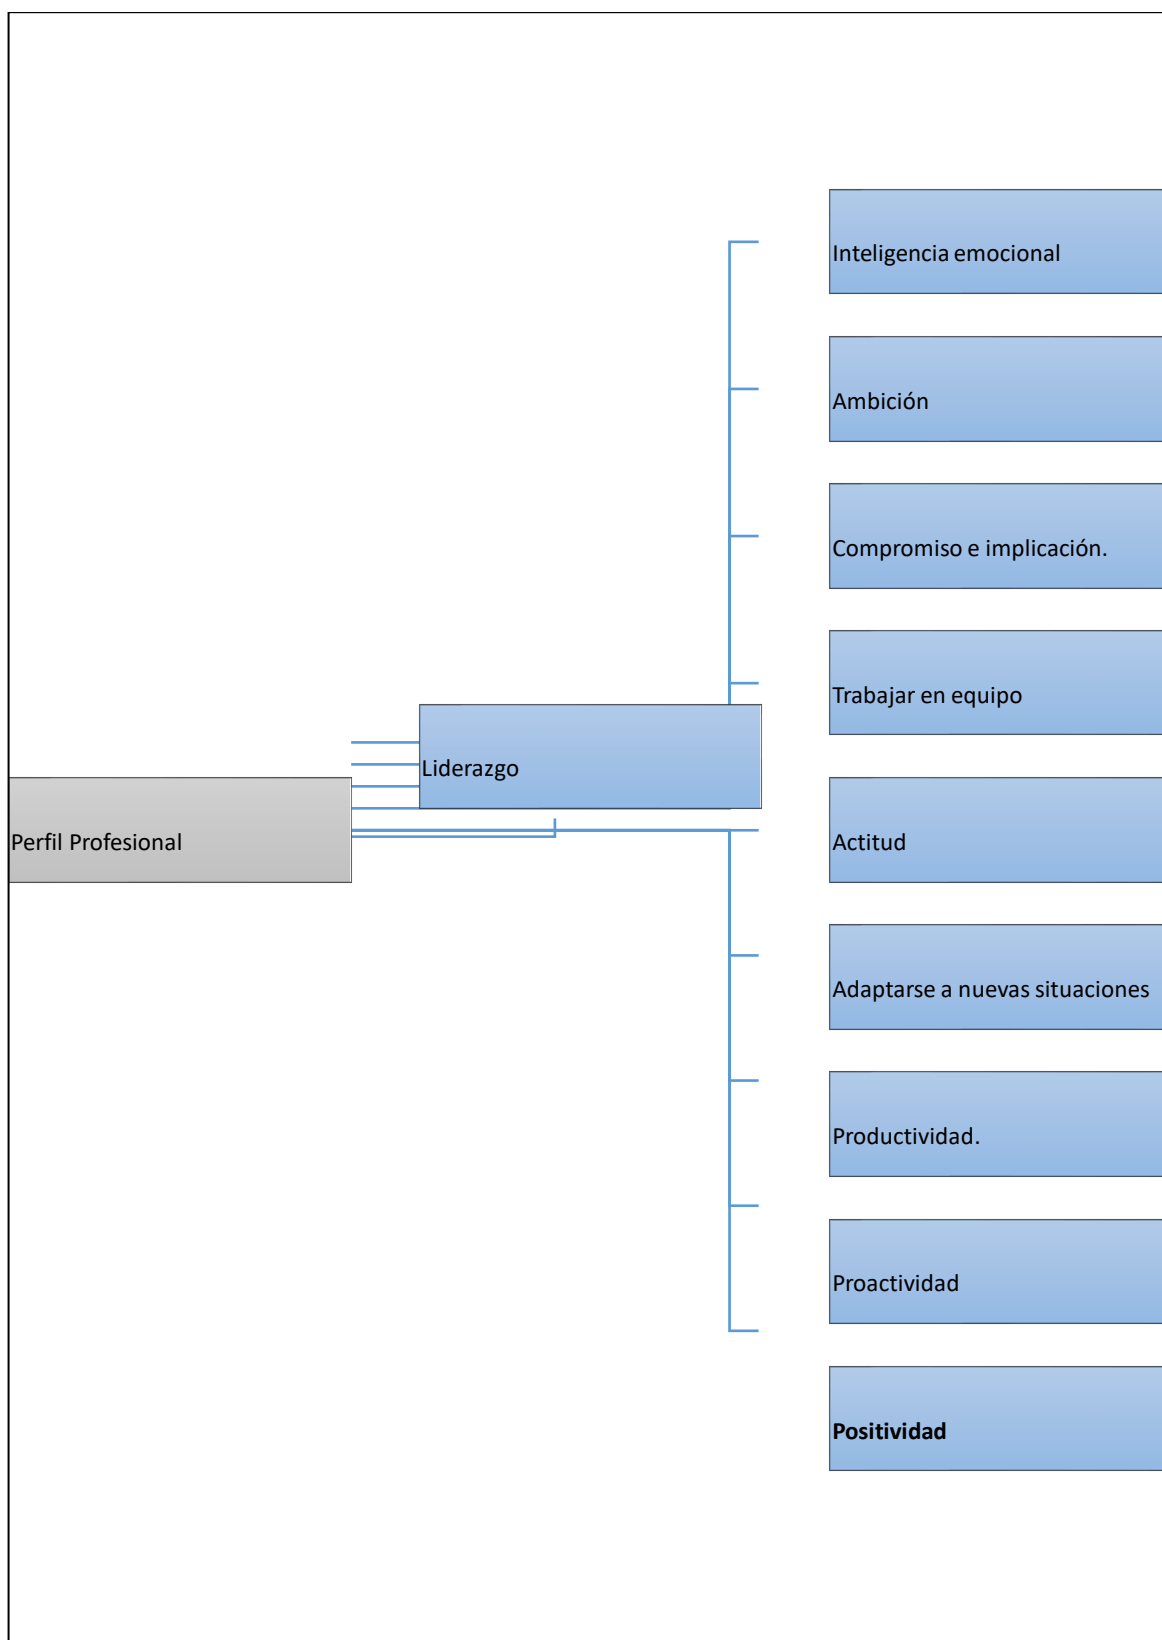 Inteligencia emocional
Ambición
Compromiso e implicación.
Trabajar en equipo
Liderazgo
Perfil Profesional
Actitud
Adaptarse a nuevas situaciones
Productividad.
Proactividad
Positividad